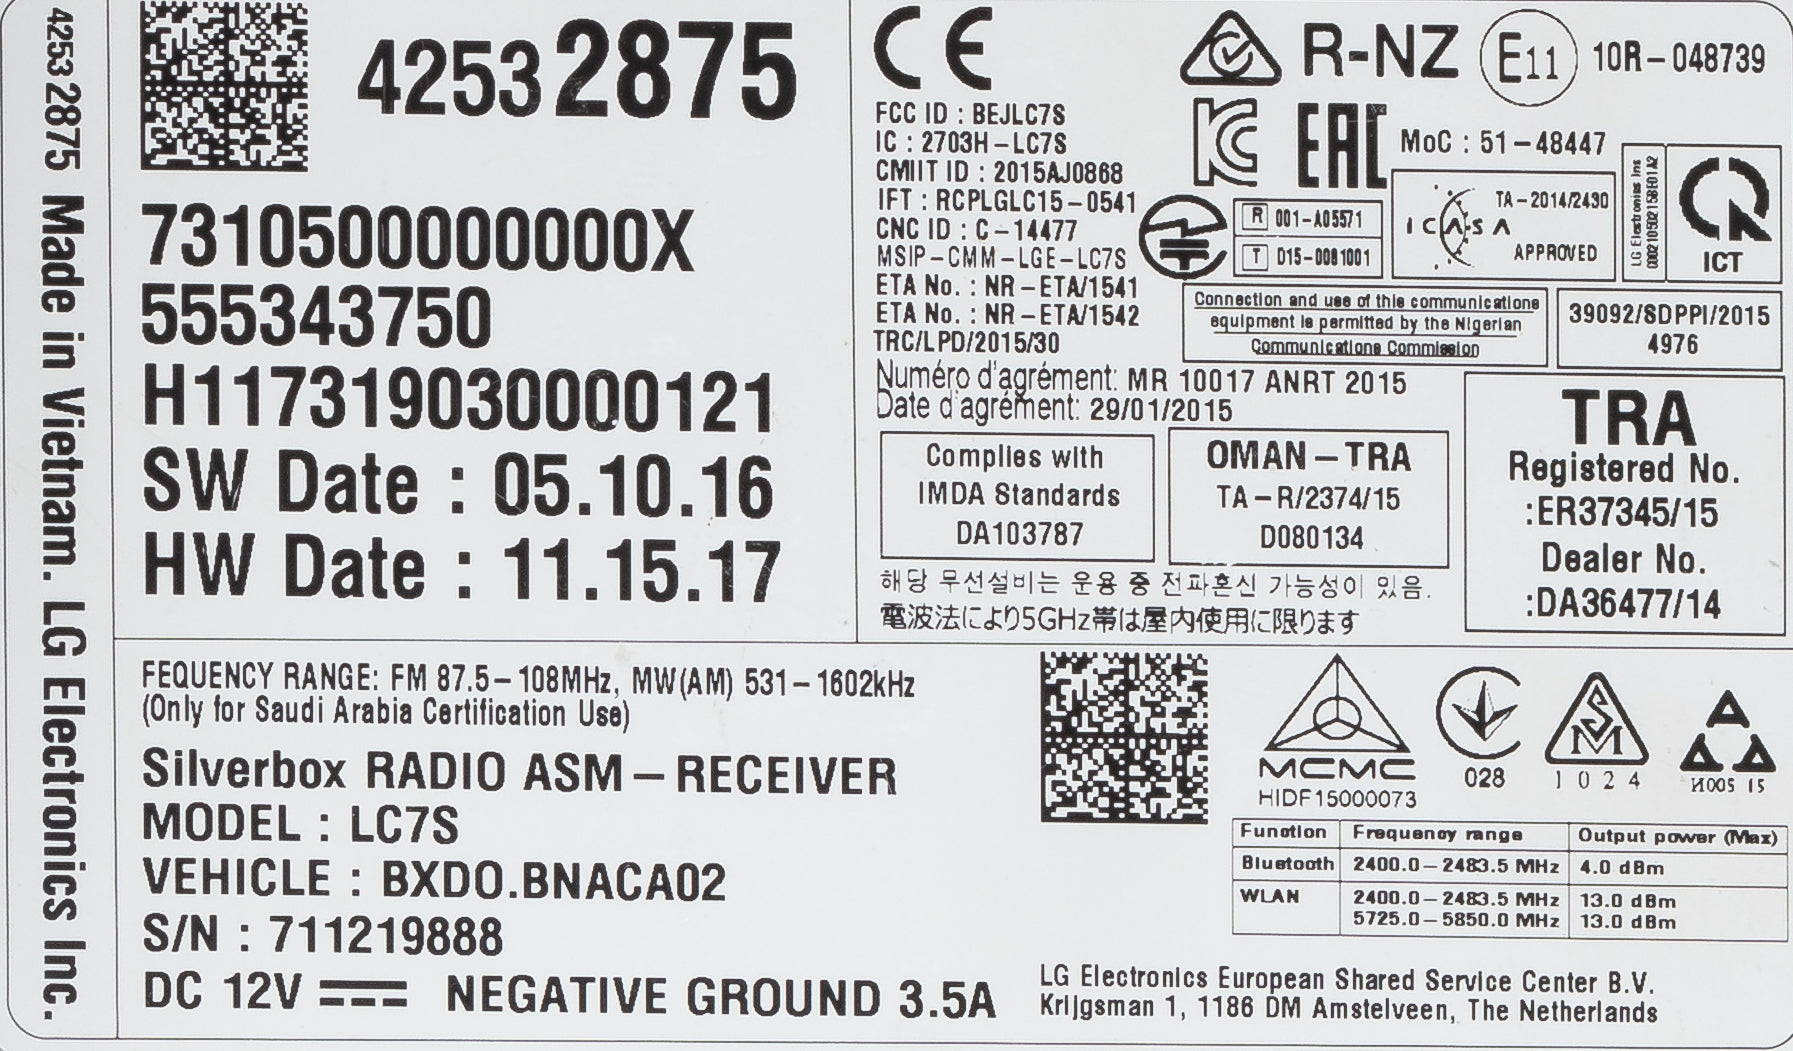 4253 2875 Made in Vietnam. LG Electronics Inc.
4253 2875
7310500000000X
555343750
H117319030000121
SW Date : 05.10.16
HW Date : 11.15.17
CE
R-NZ
E11
10R-048739
FCC ID : BEJLC7S
IC : 2703H-LC7S
CMIIT ID : 2015AJ0868
IFT : RCPLGLC15-0541
CNC ID : C-14477
MSIP-CMM-LGE-LC7S
ETA No. : NR-ETA/1541
ETA No. : NR-ETA/1542
TRC/LPD/2015/30
Numéro d'agrément: MR 10017 ANRT 2015
Date d'agrément: 29/01/2015
KC EAC
MoC : 51-48447
R 001-A05571
T D15-0081001
ICASA
TA-2014/2430
APPROVED
LG Electronics Inc
ICT
Connection and use of this communications
equipment is permitted by the Nigerian
Communications Commission
39092/SDPPI/2015
4976
Complies with
IMDA Standards
DA103787
OMAN-TRA
TA-R/2374/15
D080134
TRA
Registered No.
:ER37345/15
Dealer No.
:DA36477/14
해당 무선설비는 운용 중 전파혼신 가능성이 있음.
電波法により5GHz帯は屋内使用に限ります
FEQUENCY RANGE: FM 87.5-108MHz, MW(AM) 531-1602kHz
(Only for Saudi Arabia Certification Use)
Silverbox RADIO ASM-RECEIVER
MODEL : LC7S
VEHICLE : BXDO.BNACA02
S/N : 711219888
DC 12V NEGATIVE GROUND 3.5A
MCMC
HIDF15000073
028
SM
1024
И005 15
Function Frequency range Output power (Max)
Bluetooth 2400.0-2483.5 MHz 4.0 dBm
WLAN 2400.0-2483.5 MHz 13.0 dBm
5725.0-5850.0 MHz 13.0 dBm
LG Electronics European Shared Service Center B.V.
Krijgsman 1, 1186 DM Amstelveen, The Netherlands